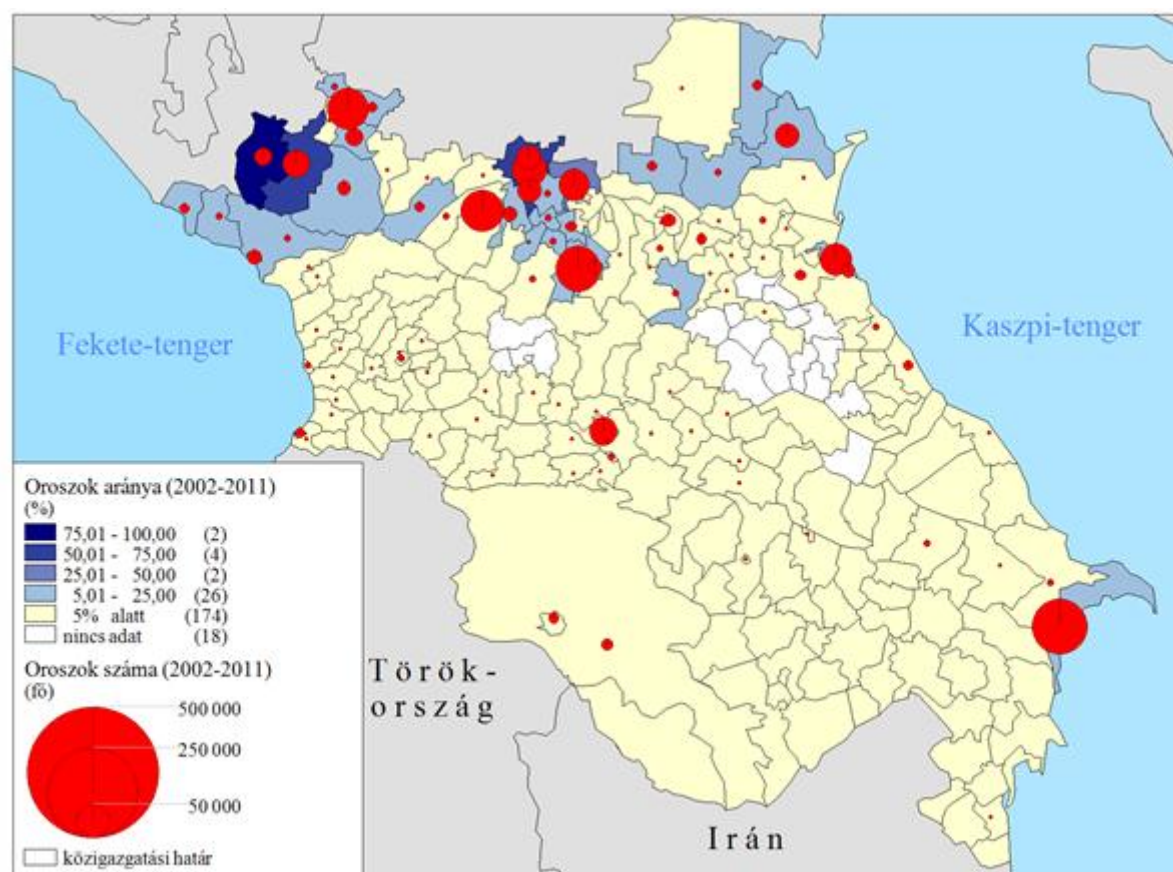 Fekete-tenger
Kaszpi-tenger
Oroszok aránya (2002-2011)
(%)
75,01 - 100,00 (2)
50,01 - 75,00 (4)
25,01 - 50,00 (2)
5,01 - 25,00 (26)
5% alatt (174)
nincs adat (18)
Oroszok száma (2002-2011)
(fő)
500 000
250 000
50 000
közigazgatási határ
Török-
ország
Irán